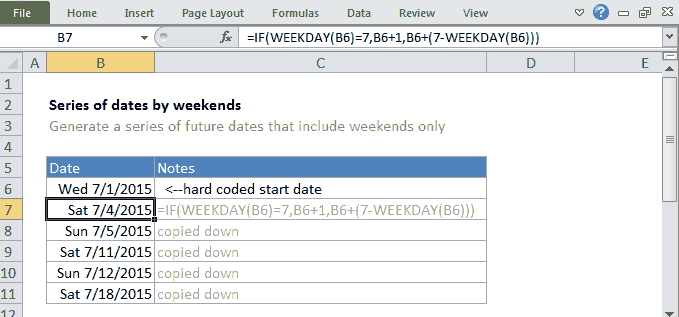 File Home Insert Page Layout Formulas Data Review View
B7 fx =IF(WEEKDAY(B6)=7,B6+1,B6+(7-WEEKDAY(B6)))
A B C D E
1
2 Series of dates by weekends
3 Generate a series of future dates that include weekends only
4
5 Date Notes
6 Wed 7/1/2015 <--hard coded start date
7 Sat 7/4/2015 =IF(WEEKDAY(B6)=7,B6+1,B6+(7-WEEKDAY(B6)))
8 Sun 7/5/2015 copied down
9 Sat 7/11/2015 copied down
10 Sun 7/12/2015 copied down
11 Sat 7/18/2015 copied down
12